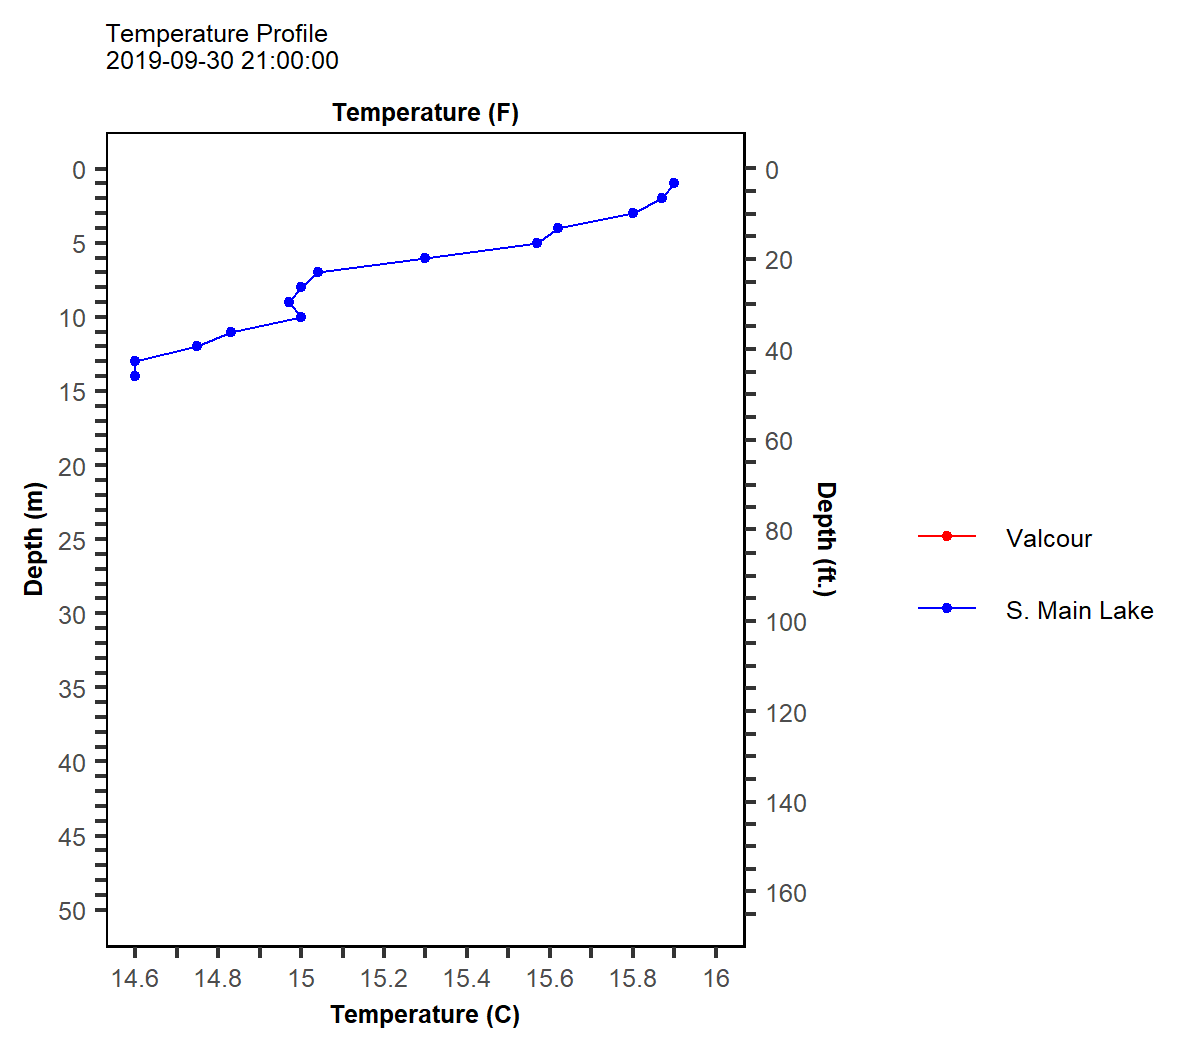 Temperature Profile
2019-09-30 21:00:00
Temperature (F)
0
5
10
15
20
25
30
35
40
45
50
Depth (m)
0
20
40
60
80
100
120
140
160
Depth (ft.)
14.6 14.8 15 15.2 15.4 15.6 15.8 16
Temperature (C)
Valcour
S. Main Lake